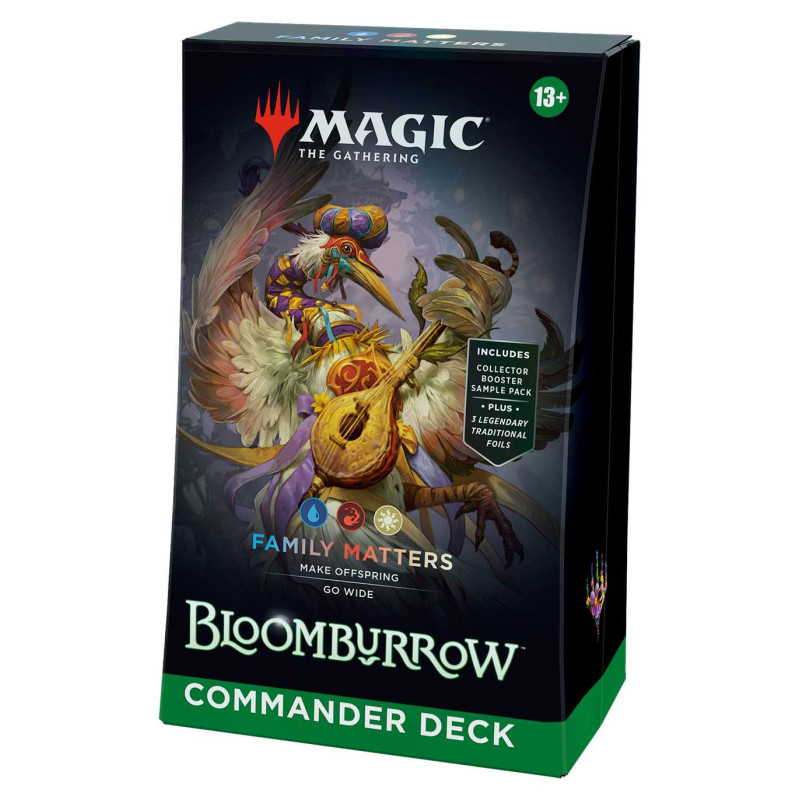 FAMILY MATTERS
13+
MAGIC
THE GATHERING
INCLUDES
COLLECTOR
BOOSTER
SAMPLE PACK
• PLUS •
3 LEGENDARY
TRADITIONAL
FOILS
FAMILY MATTERS
MAKE OFFSPRING
GO WIDE
BLOOMBURROW™
COMMANDER DECK